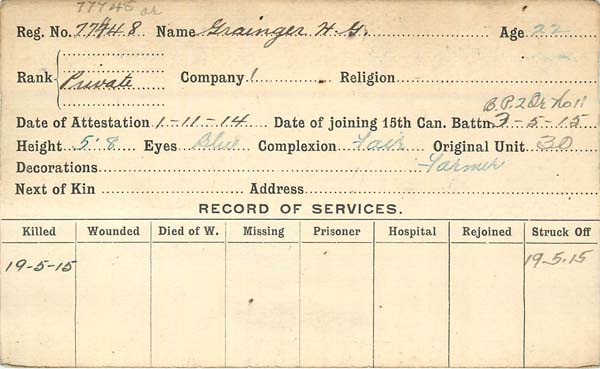 77748 or
Reg. No. 77448 Name Grainger H. G. Age 22
Rank Private Company 1 Religion
B.P.2 Or No 11
Date of Attestation 1-11-14 Date of joining 15th Can. Battn. 3-5-15
Height 5'8 Eyes Blue Complexion Fair Original Unit 30
Decorations Farmer
Next of Kin Address
RECORD OF SERVICES.
Killed Wounded Died of W. Missing Prisoner Hospital Rejoined Struck Off
19-5-15 19.5.15